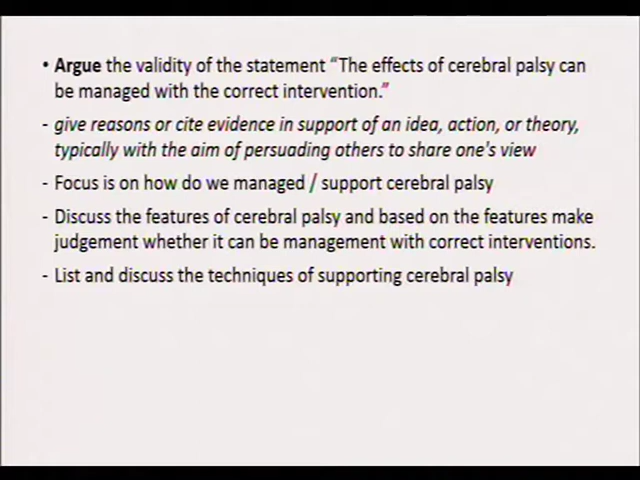 • Argue the validity of the statement “The effects of cerebral palsy can
be managed with the correct intervention.”
- give reasons or cite evidence in support of an idea, action, or theory,
typically with the aim of persuading others to share one's view
- Focus is on how do we managed / support cerebral palsy
- Discuss the features of cerebral palsy and based on the features make
judgement whether it can be management with correct interventions.
- List and discuss the techniques of supporting cerebral palsy